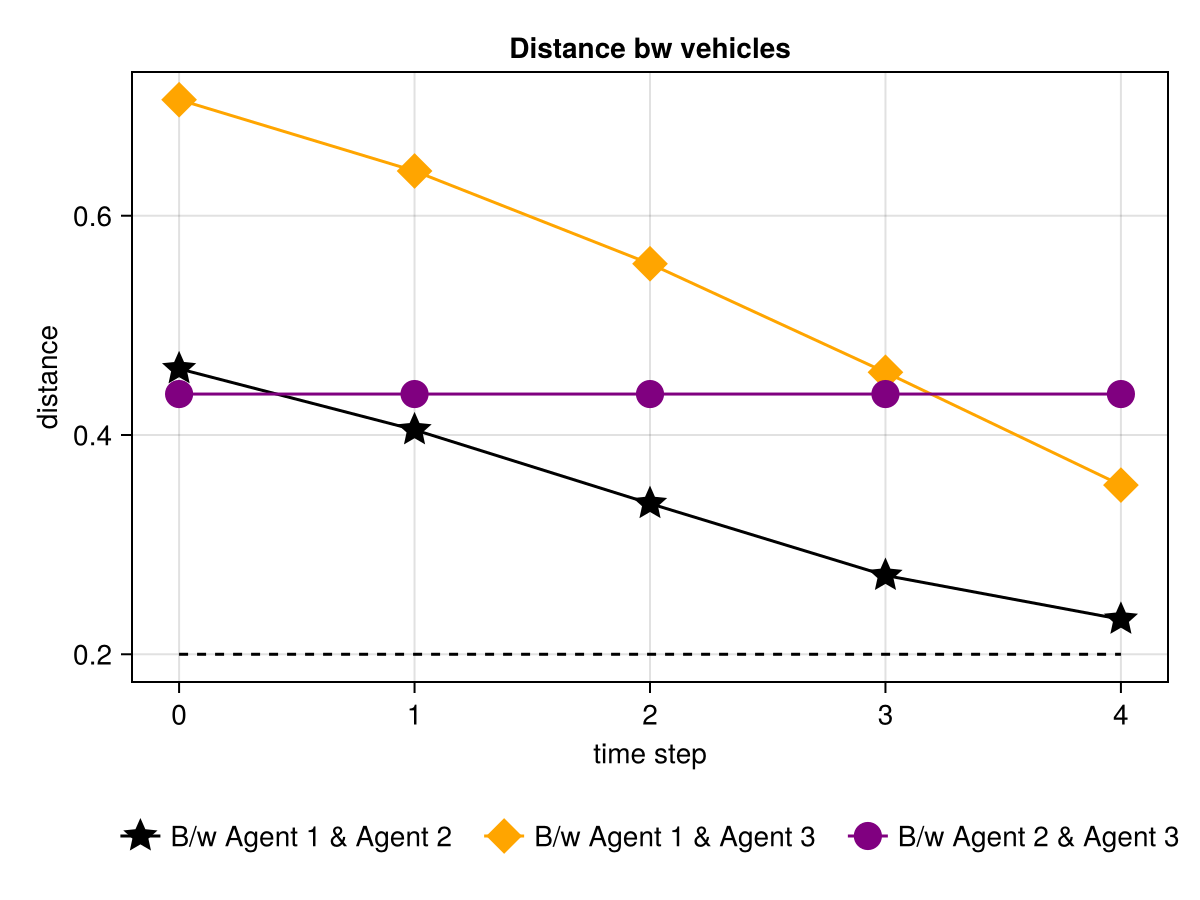 Distance bw vehicles
distance
0.6
0.4
0.2
0 1 2 3 4
time step
B/w Agent 1 & Agent 2 B/w Agent 1 & Agent 3 B/w Agent 2 & Agent 3